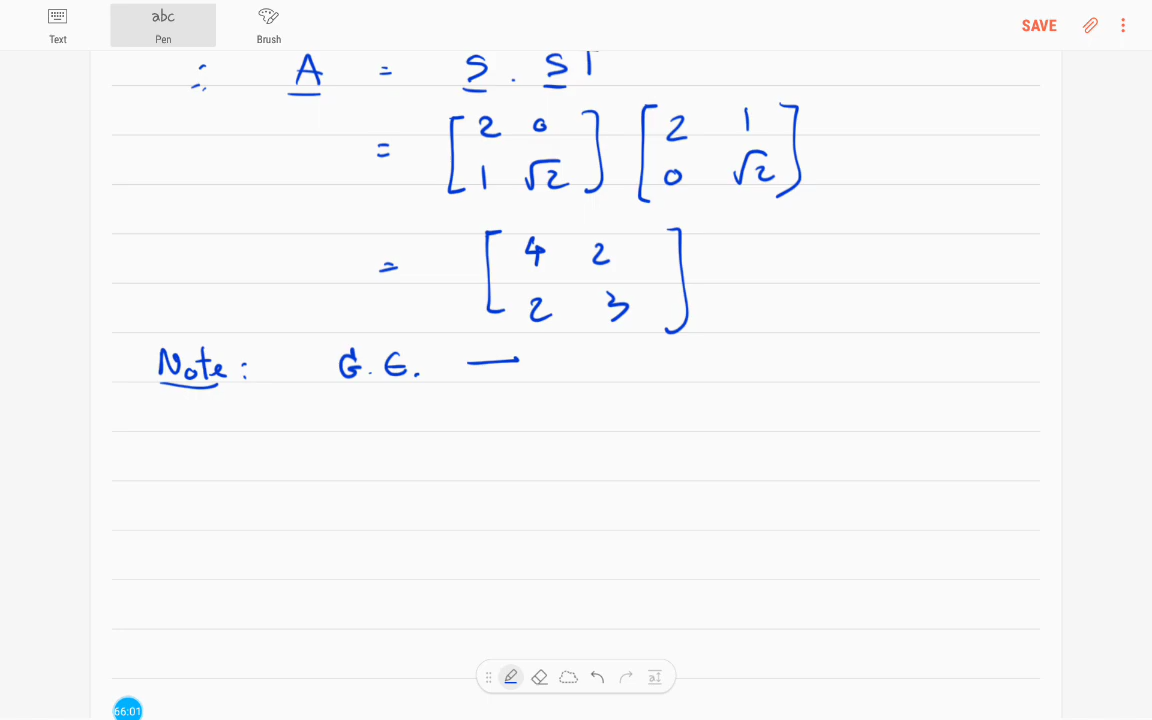 Text Pen Brush SAVE
abc
∴ A = S . S^T
= [ 2 0 ] [ 2 1 ]
[ 1 √2 ] [ 0 √2 ]
= [ 4 2 ]
[ 2 3 ]
Note: G.E. —
66:01